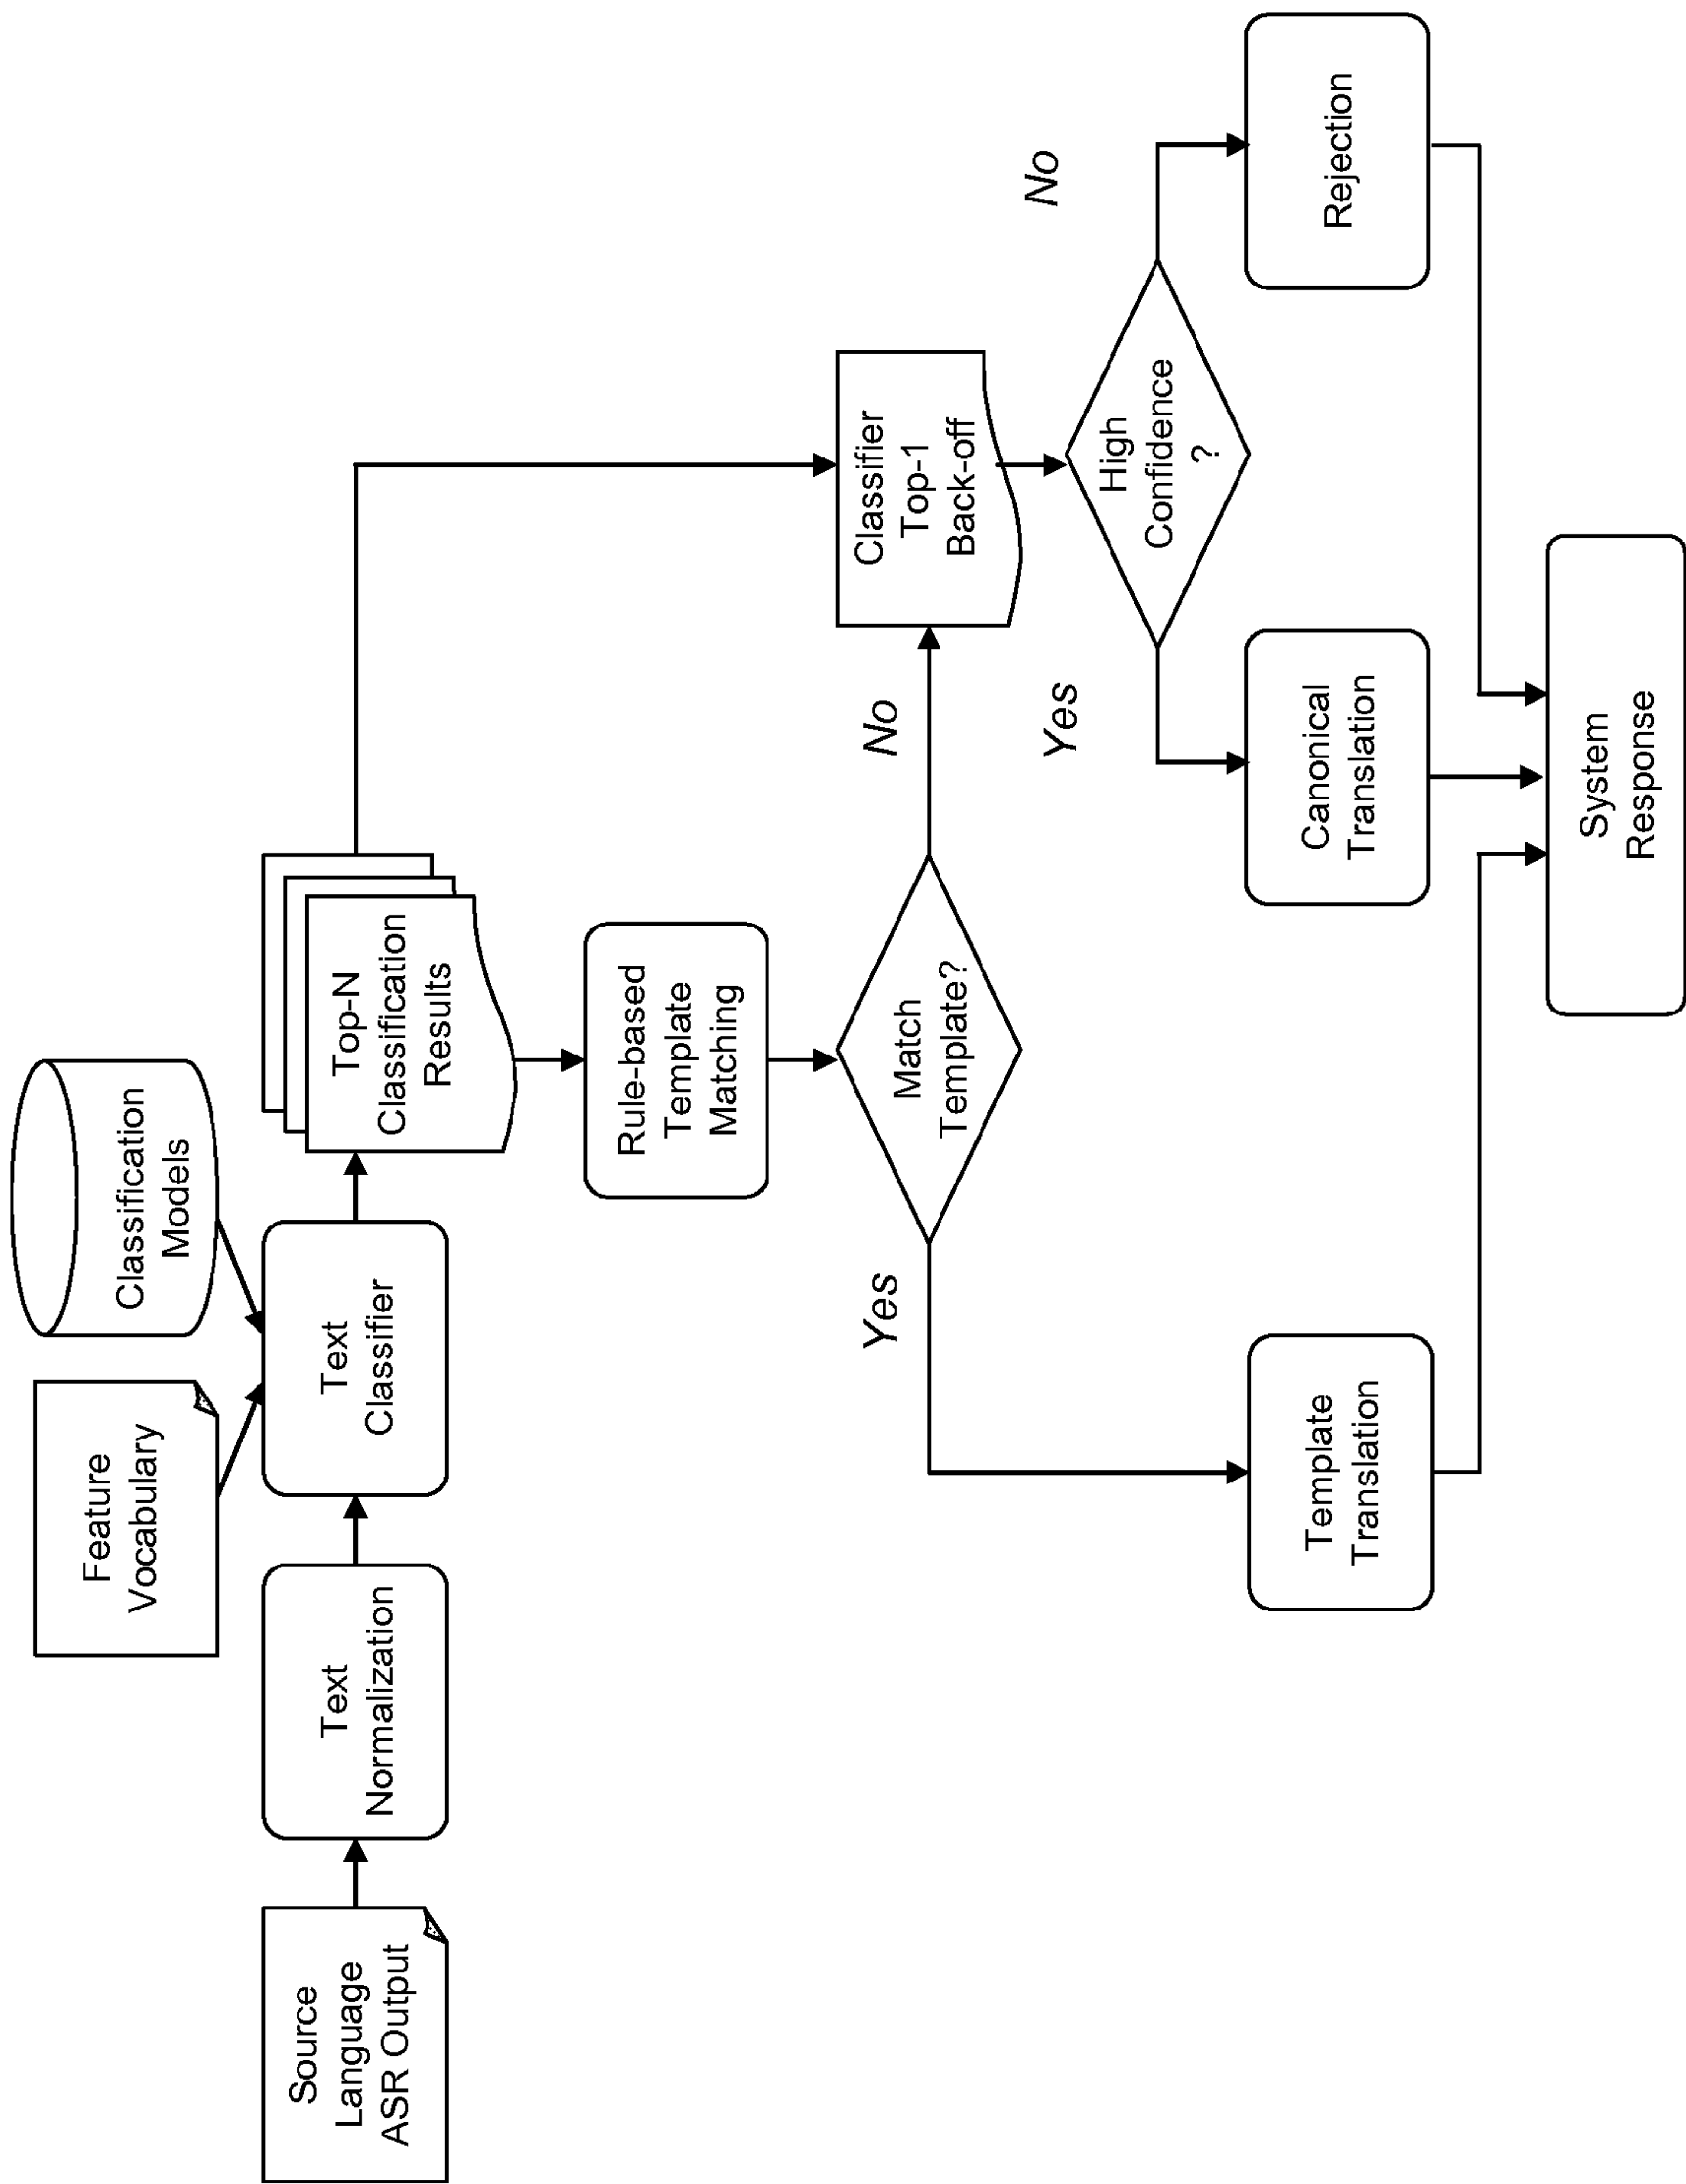 Source
Language
ASR Output
Text
Normalization
Feature
Vocabulary
Classification
Models
Text
Classifier
Top-N
Classification
Results
Rule-based
Template
Matching
Match
Template?
Yes
No
Classifier
Top-1
Back-off
High
Confidence
?
Yes
No
Template
Translation
Canonical
Translation
Rejection
System
Response